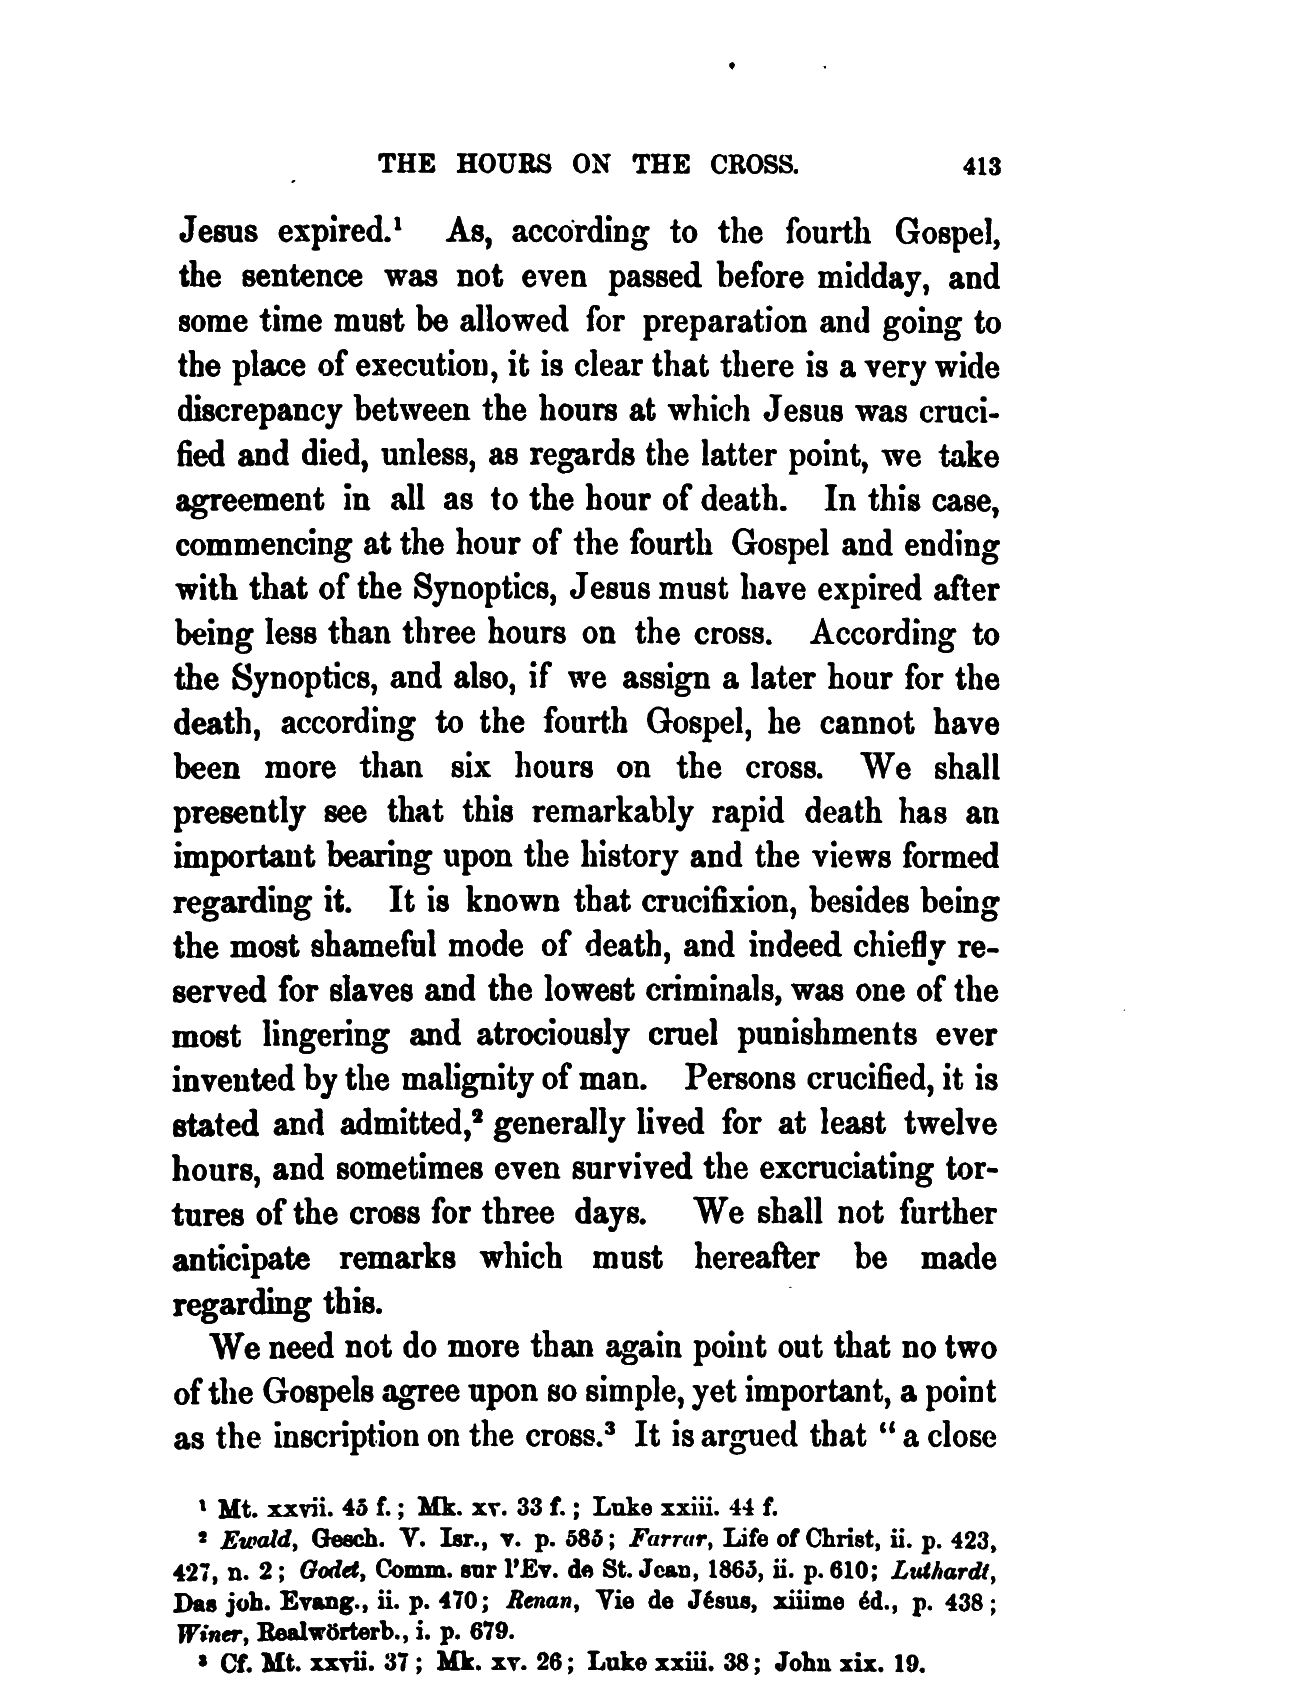 THE HOURS ON THE CROSS. 413
Jesus expired.¹ As, according to the fourth Gospel,
the sentence was not even passed before midday, and
some time must be allowed for preparation and going to
the place of execution, it is clear that there is a very wide
discrepancy between the hours at which Jesus was cruci-
fied and died, unless, as regards the latter point, we take
agreement in all as to the hour of death. In this case,
commencing at the hour of the fourth Gospel and ending
with that of the Synoptics, Jesus must have expired after
being less than three hours on the cross. According to
the Synoptics, and also, if we assign a later hour for the
death, according to the fourth Gospel, he cannot have
been more than six hours on the cross. We shall
presently see that this remarkably rapid death has an
important bearing upon the history and the views formed
regarding it. It is known that crucifixion, besides being
the most shameful mode of death, and indeed chiefly re-
served for slaves and the lowest criminals, was one of the
most lingering and atrociously cruel punishments ever
invented by the malignity of man. Persons crucified, it is
stated and admitted,² generally lived for at least twelve
hours, and sometimes even survived the excruciating tor-
tures of the cross for three days. We shall not further
anticipate remarks which must hereafter be made
regarding this.
We need not do more than again point out that no two
of the Gospels agree upon so simple, yet important, a point
as the inscription on the cross.³ It is argued that “ a close
¹ Mt. xxvii. 45 f.; Mk. xv. 33 f.; Luke xxiii. 44 f.
² Ewald, Gesch. V. Isr., v. p. 585; Farrar, Life of Christ, ii. p. 423,
427, n. 2; Godet, Comm. sur l'Ev. de St. Jean, 1865, ii. p. 610; Luthardt,
Das joh. Evang., ii. p. 470; Renan, Vie de Jésus, xiiime éd., p. 438;
Winer, Realwörterb., i. p. 679.
³ Cf. Mt. xxvii. 37; Mk. xv. 26; Luke xxiii. 38; John xix. 19.